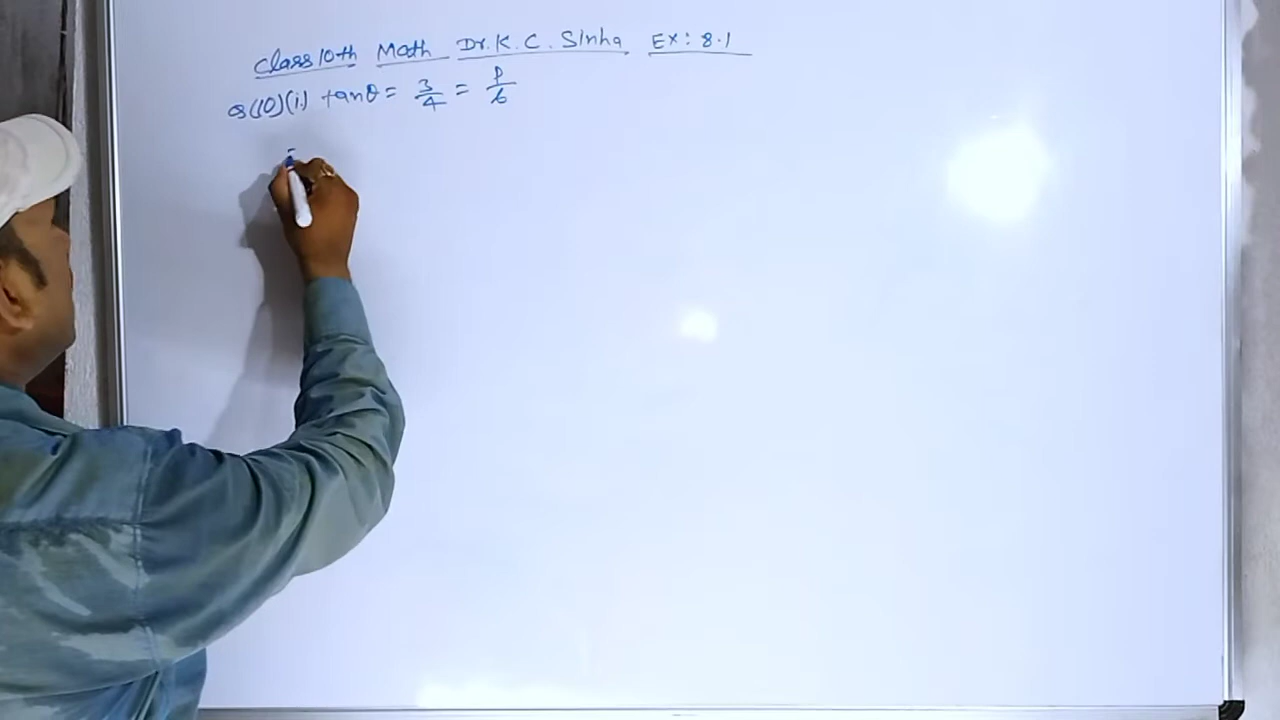 Class 10th Math Dr. K. C. Sinha Ex: 8.1
Q(10)(i) tanθ = 3/4 = P/b